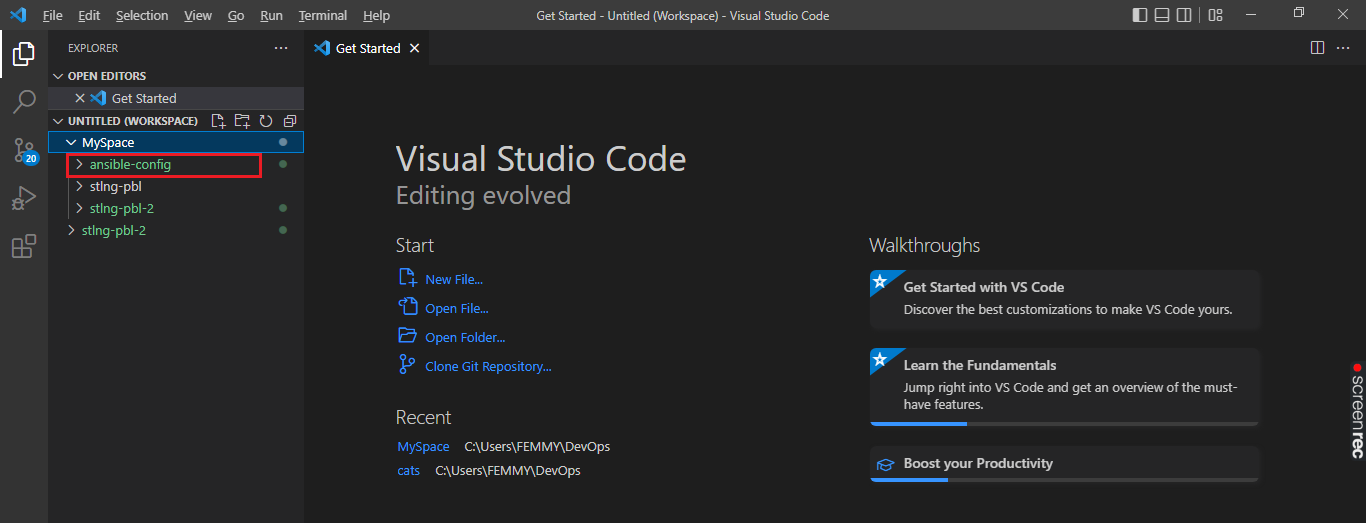 File Edit Selection View Go Run Terminal Help Get Started - Untitled (Workspace) - Visual Studio Code
EXPLORER
Get Started
OPEN EDITORS
Get Started
UNTITLED (WORKSPACE)
MySpace
ansible-config
stlng-pbl
stlng-pbl-2
stlng-pbl-2
20
Visual Studio Code
Editing evolved
Start
New File...
Open File...
Open Folder...
Clone Git Repository...
Recent
MySpace C:\Users\FEMMY\DevOps
cats C:\Users\FEMMY\DevOps
Walkthroughs
Get Started with VS Code
Discover the best customizations to make VS Code yours.
Learn the Fundamentals
Jump right into VS Code and get an overview of the must-
have features.
Boost your Productivity
screenrec